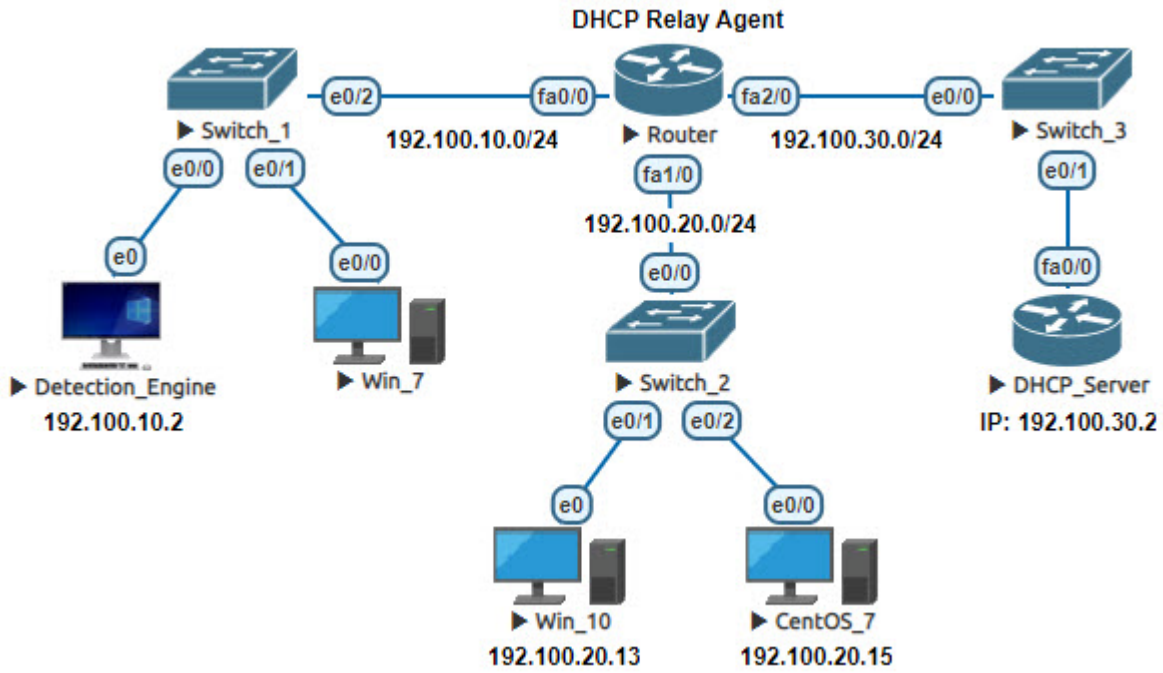 DHCP Relay Agent
e0/2
fa0/0
fa2/0
e0/0
▶ Switch_1
192.100.10.0/24
▶ Router
192.100.30.0/24
▶ Switch_3
e0/0
e0/1
fa1/0
e0/1
192.100.20.0/24
e0
e0/0
e0/0
fa0/0
▶ Detection_Engine
192.100.10.2
▶ Win_7
▶ Switch_2
▶ DHCP_Server
IP: 192.100.30.2
e0/1
e0/2
e0
e0/0
▶ Win_10
192.100.20.13
▶ CentOS_7
192.100.20.15